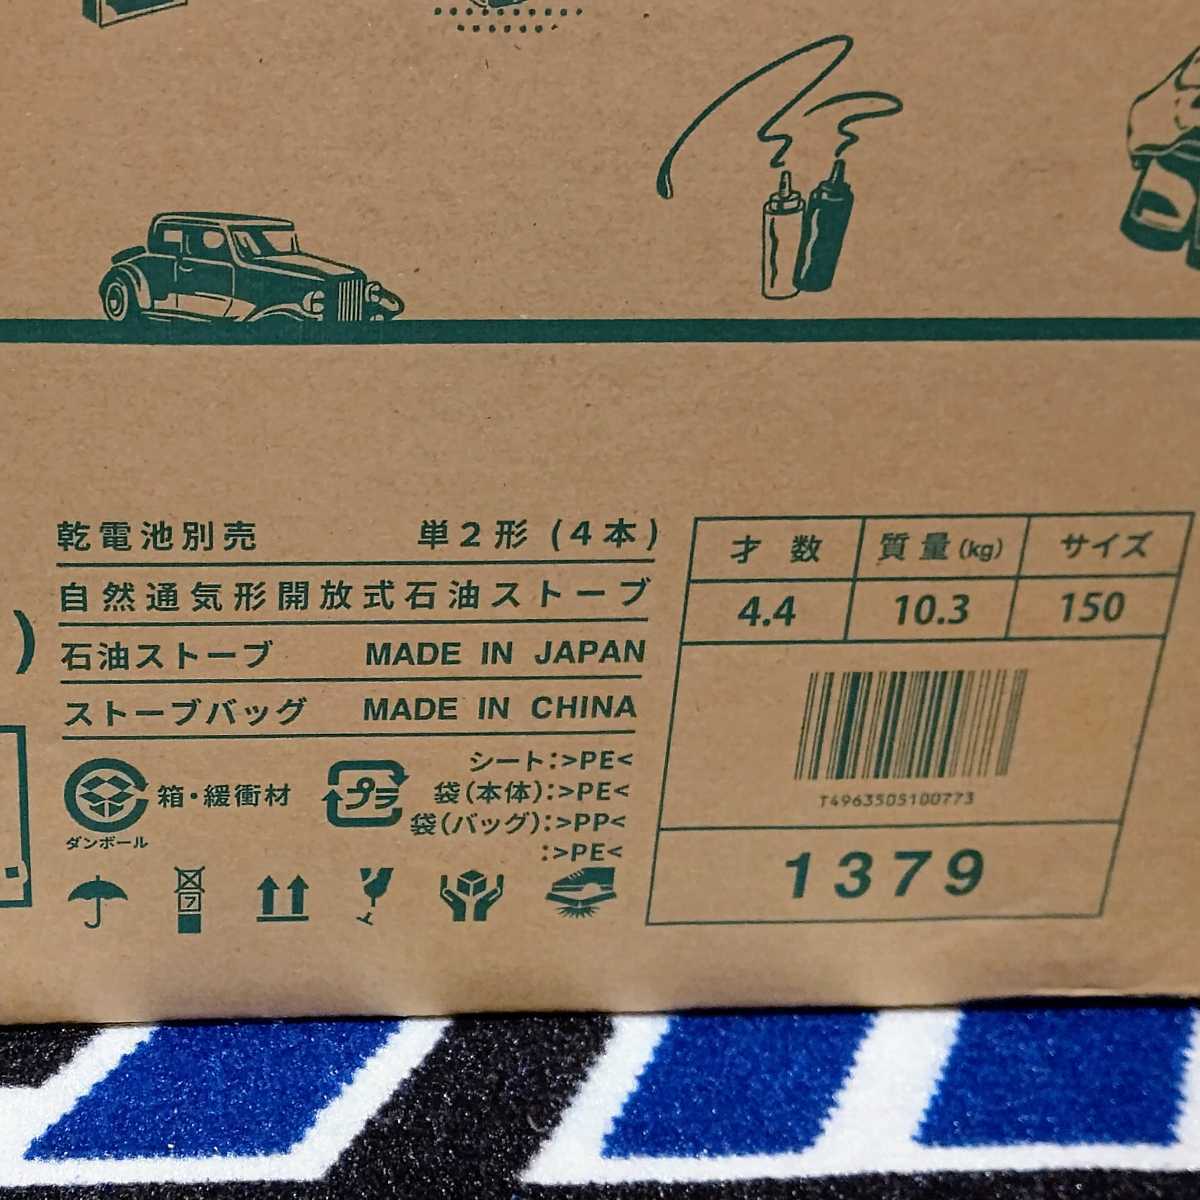 乾電池別売 単2形(4本)
自然通気形開放式石油ストーブ
石油ストーブ MADE IN JAPAN
ストーブバッグ MADE IN CHINA
ダンボール
箱・緩衝材
プラ
シート:>PE<
袋(本体):>PE<
袋(バッグ):>PP<
:>PE<
7
才数 質量(kg) サイズ
4.4 10.3 150
T4963505100773
1379
)